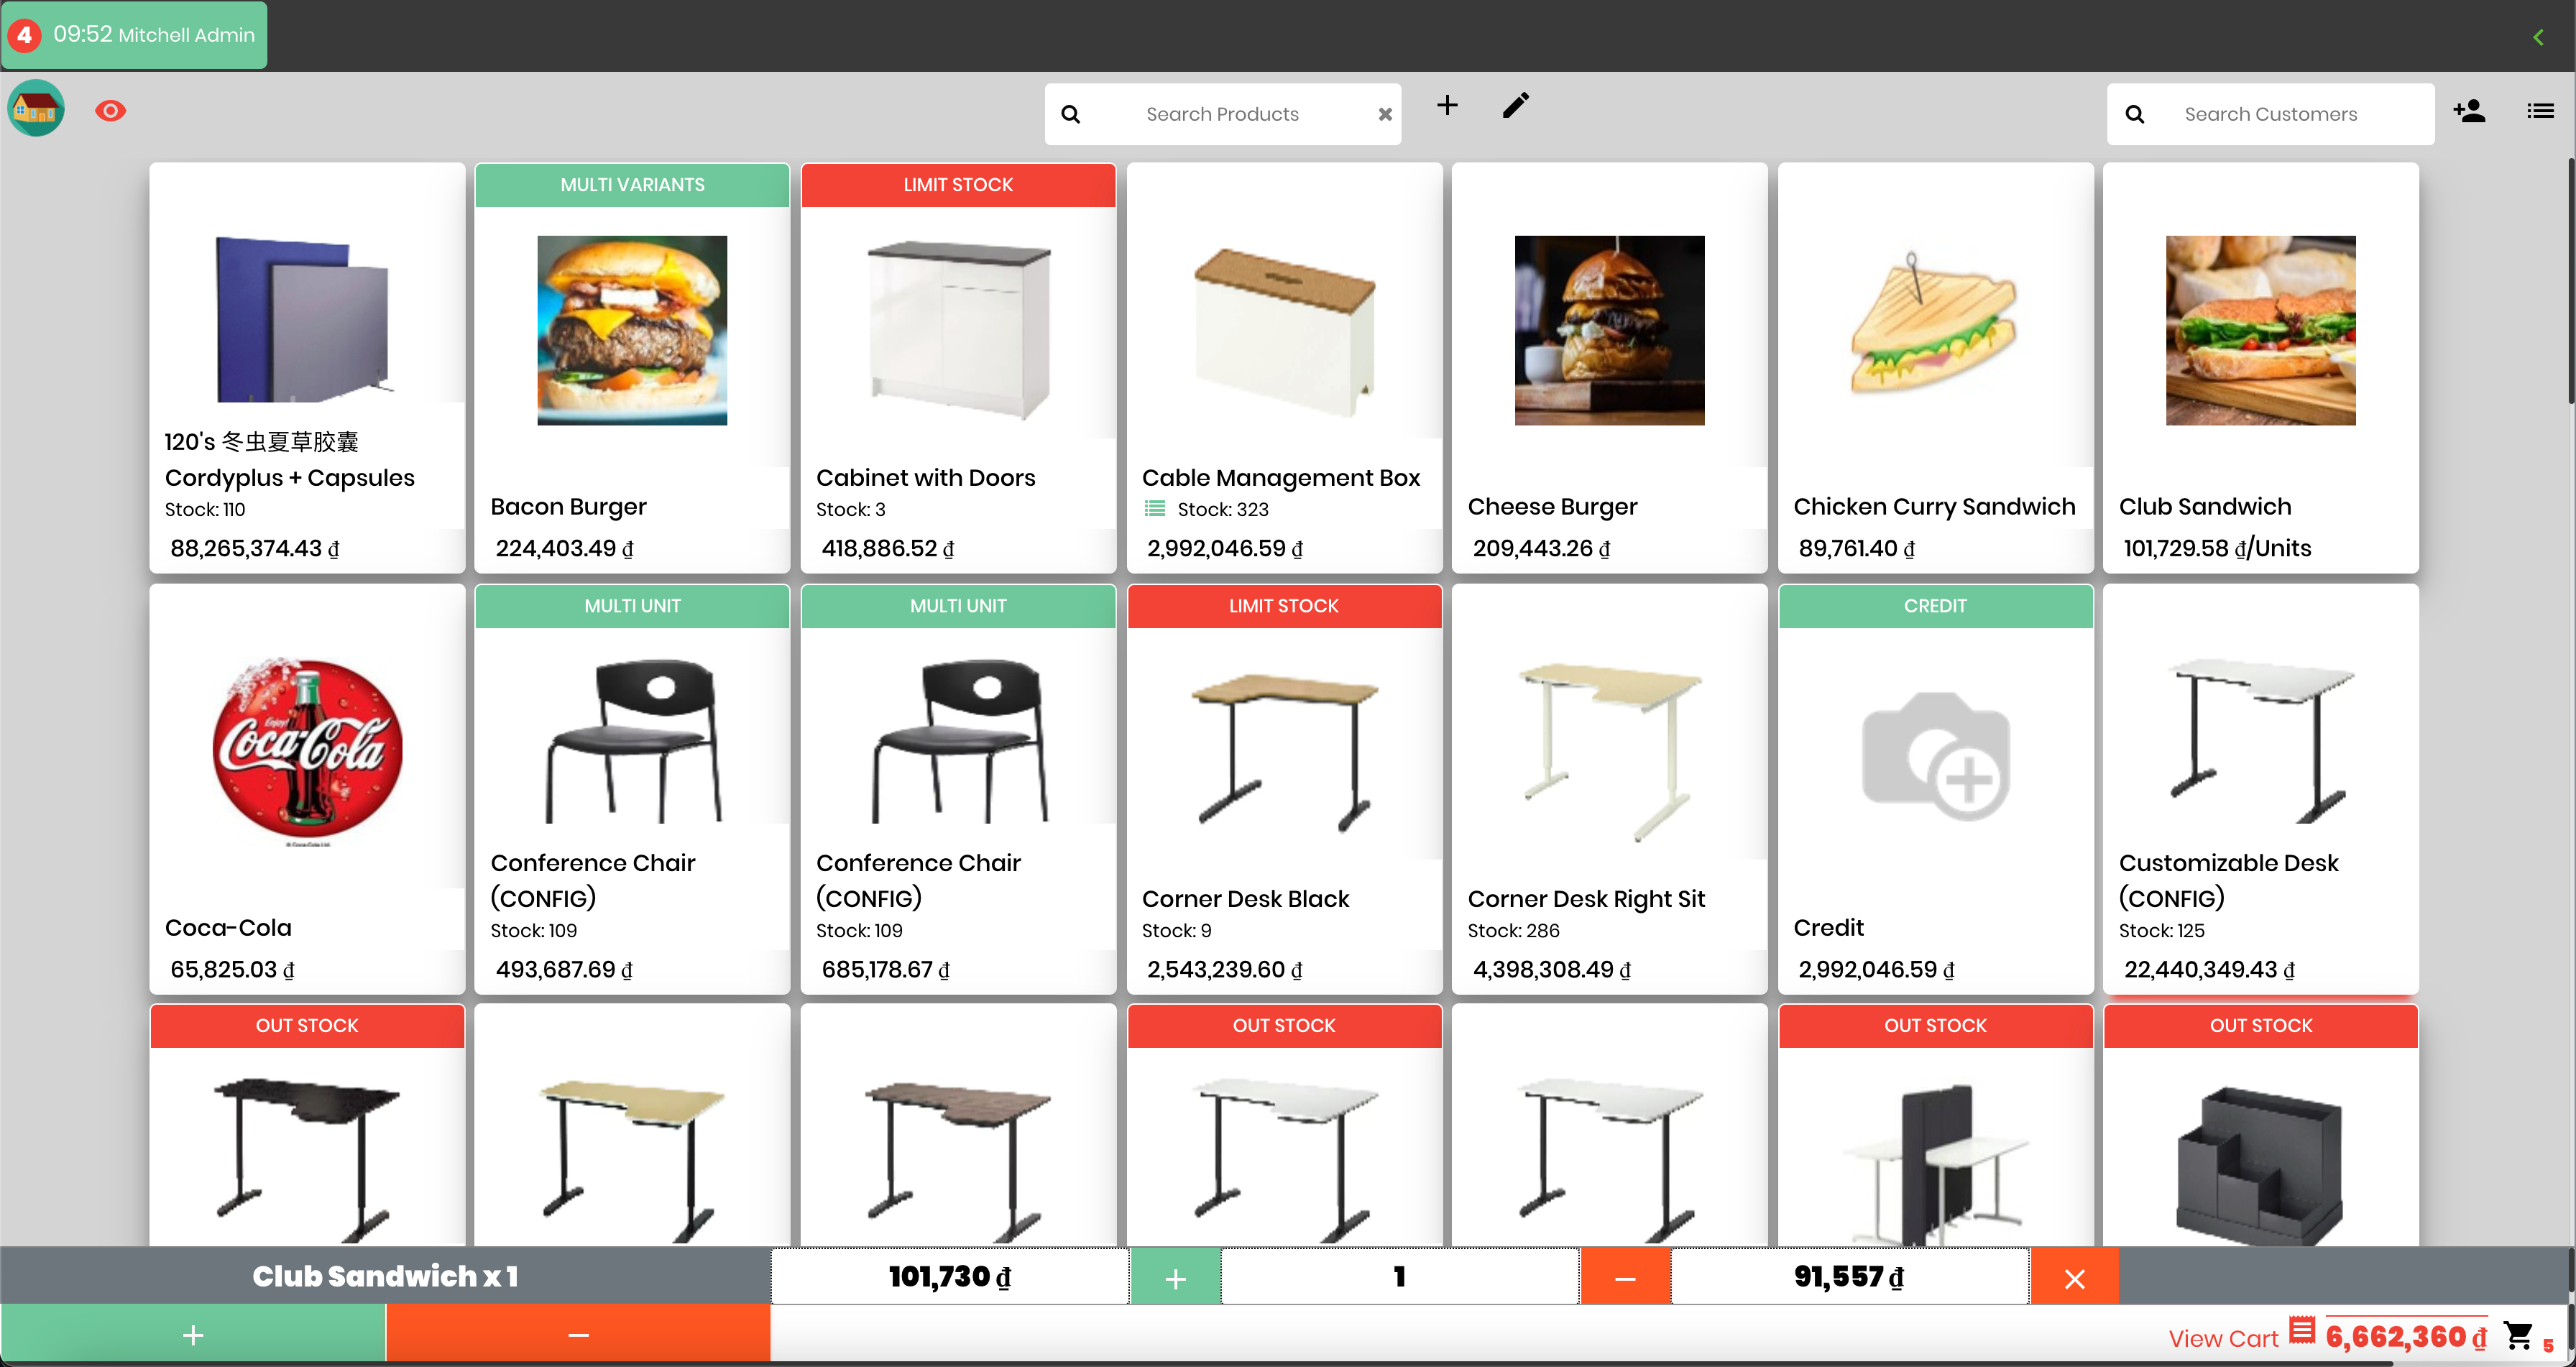 4 09:52 Mitchell Admin
Search Products
Search Customers
MULTI VARIANTS
LIMIT STOCK
120's 冬虫夏草胶囊
Cordyplus + Capsules
Stock: 110
88,265,374.43 ₫
Bacon Burger
224,403.49 ₫
Cabinet with Doors
Stock: 3
418,886.52 ₫
Cable Management Box
Stock: 323
2,992,046.59 ₫
Cheese Burger
209,443.26 ₫
Chicken Curry Sandwich
89,761.40 ₫
Club Sandwich
101,729.58 ₫/Units
MULTI UNIT
MULTI UNIT
LIMIT STOCK
CREDIT
Enjoy
Coca-Cola
Coca-Cola
65,825.03 ₫
Conference Chair
(CONFIG)
Stock: 109
493,687.69 ₫
Conference Chair
(CONFIG)
Stock: 109
685,178.67 ₫
Corner Desk Black
Stock: 9
2,543,239.60 ₫
Corner Desk Right Sit
Stock: 286
4,398,308.49 ₫
Credit
2,992,046.59 ₫
Customizable Desk
(CONFIG)
Stock: 125
22,440,349.43 ₫
OUT STOCK
OUT STOCK
OUT STOCK
OUT STOCK
Club Sandwich x 1
101,730 ₫
1
91,557 ₫
View Cart 6,662,360 ₫ 5